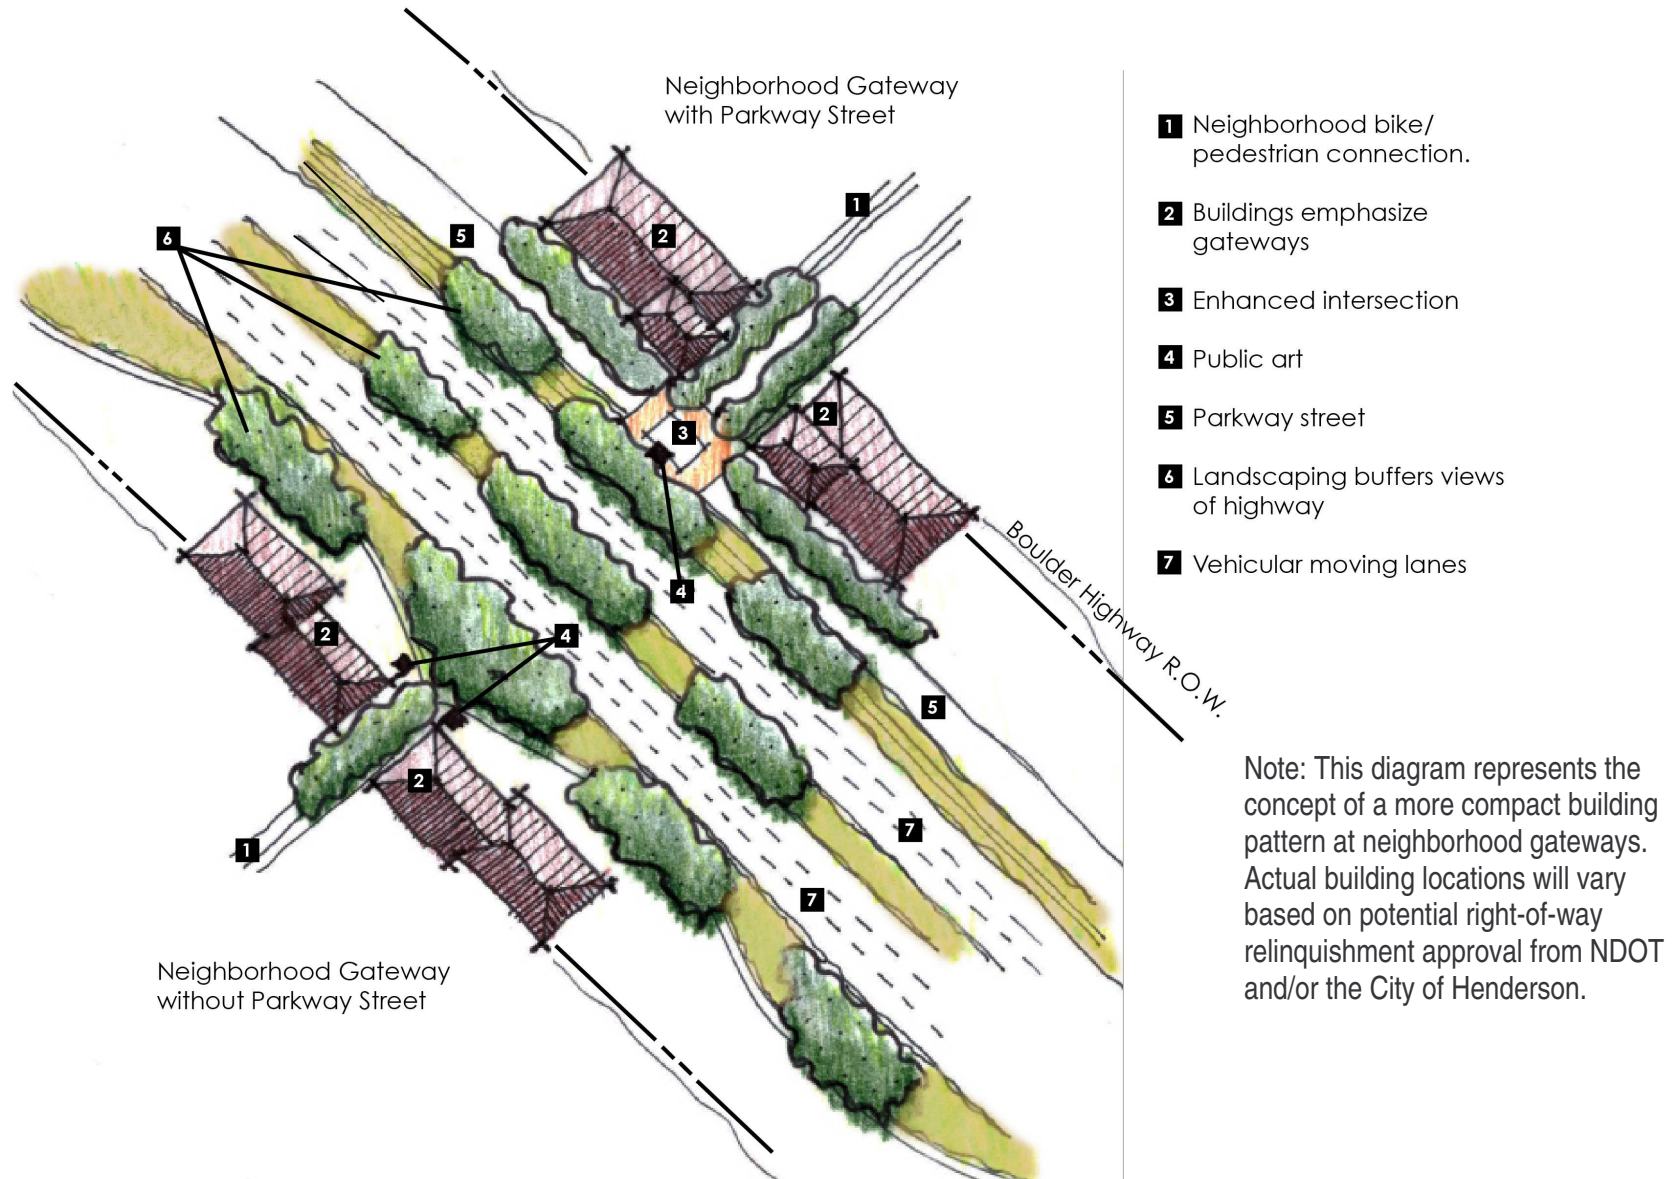 Neighborhood Gateway
with Parkway Street
1
6
5
2
2
3
4
4
2
Boulder Highway R.O.W.
5
2
1
7
7
Neighborhood Gateway
without Parkway Street
1 Neighborhood bike/
pedestrian connection.
2 Buildings emphasize
gateways
3 Enhanced intersection
4 Public art
5 Parkway street
6 Landscaping buffers views
of highway
7 Vehicular moving lanes
Note: This diagram represents the
concept of a more compact building
pattern at neighborhood gateways.
Actual building locations will vary
based on potential right-of-way
relinquishment approval from NDOT
and/or the City of Henderson.